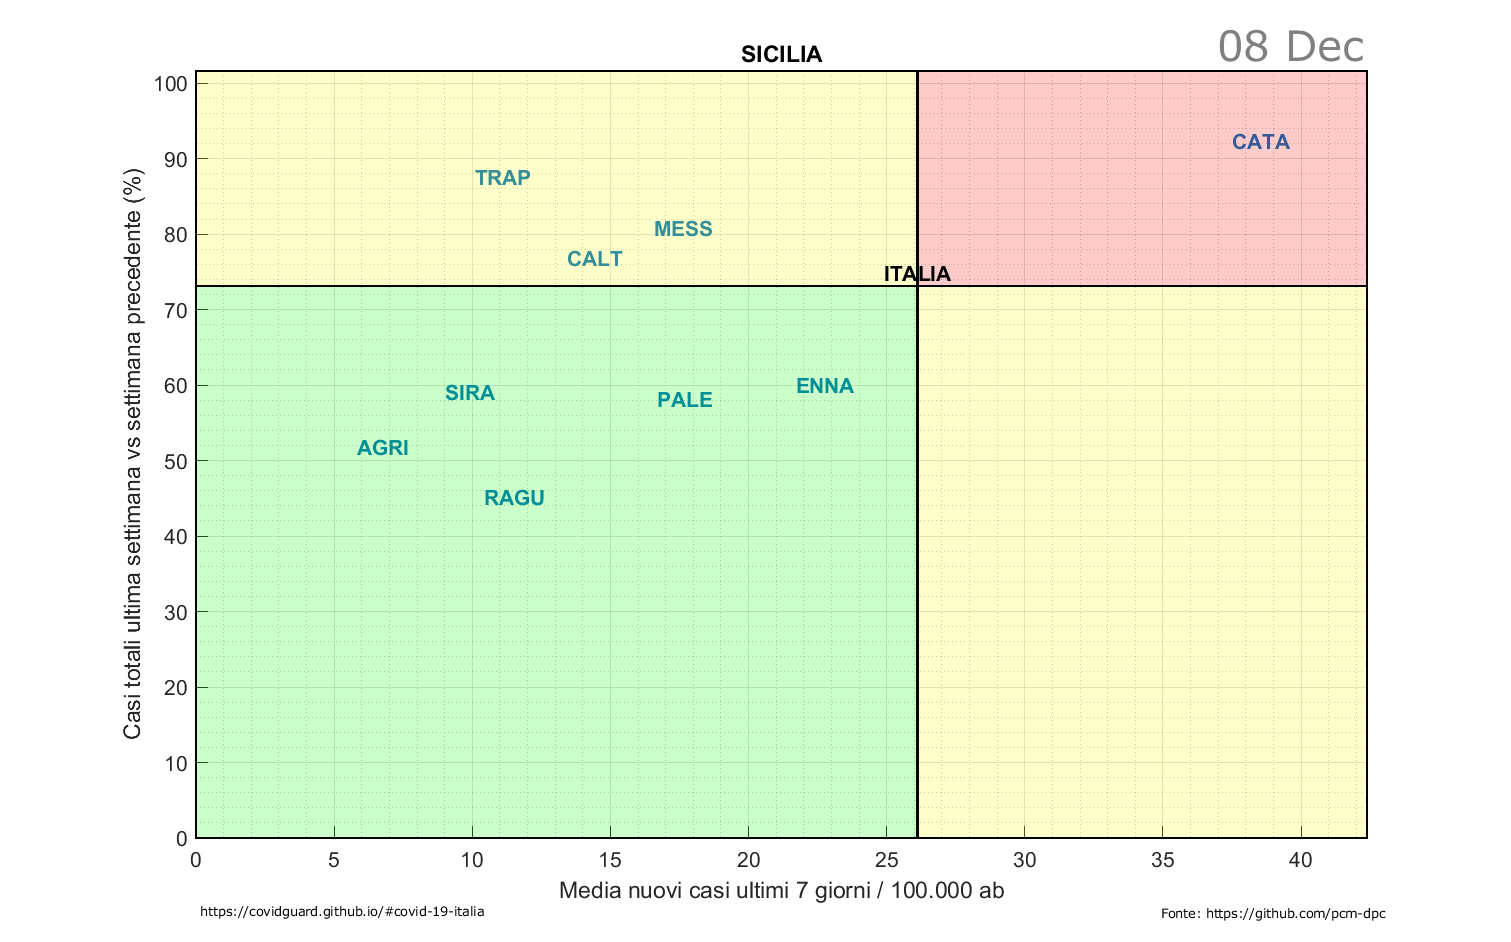 08 Dec
SICILIA
Casi totali ultima settimana vs settimana precedente (%)
100
90
80
70
60
50
40
30
20
10
0
CATA
TRAP
MESS
CALT
ITALIA
SIRA
PALE
ENNA
AGRI
RAGU
0 5 10 15 20 25 30 35 40
Media nuovi casi ultimi 7 giorni / 100.000 ab
https://covidguard.github.io/#covid-19-italia
Fonte: https://github.com/pcm-dpc